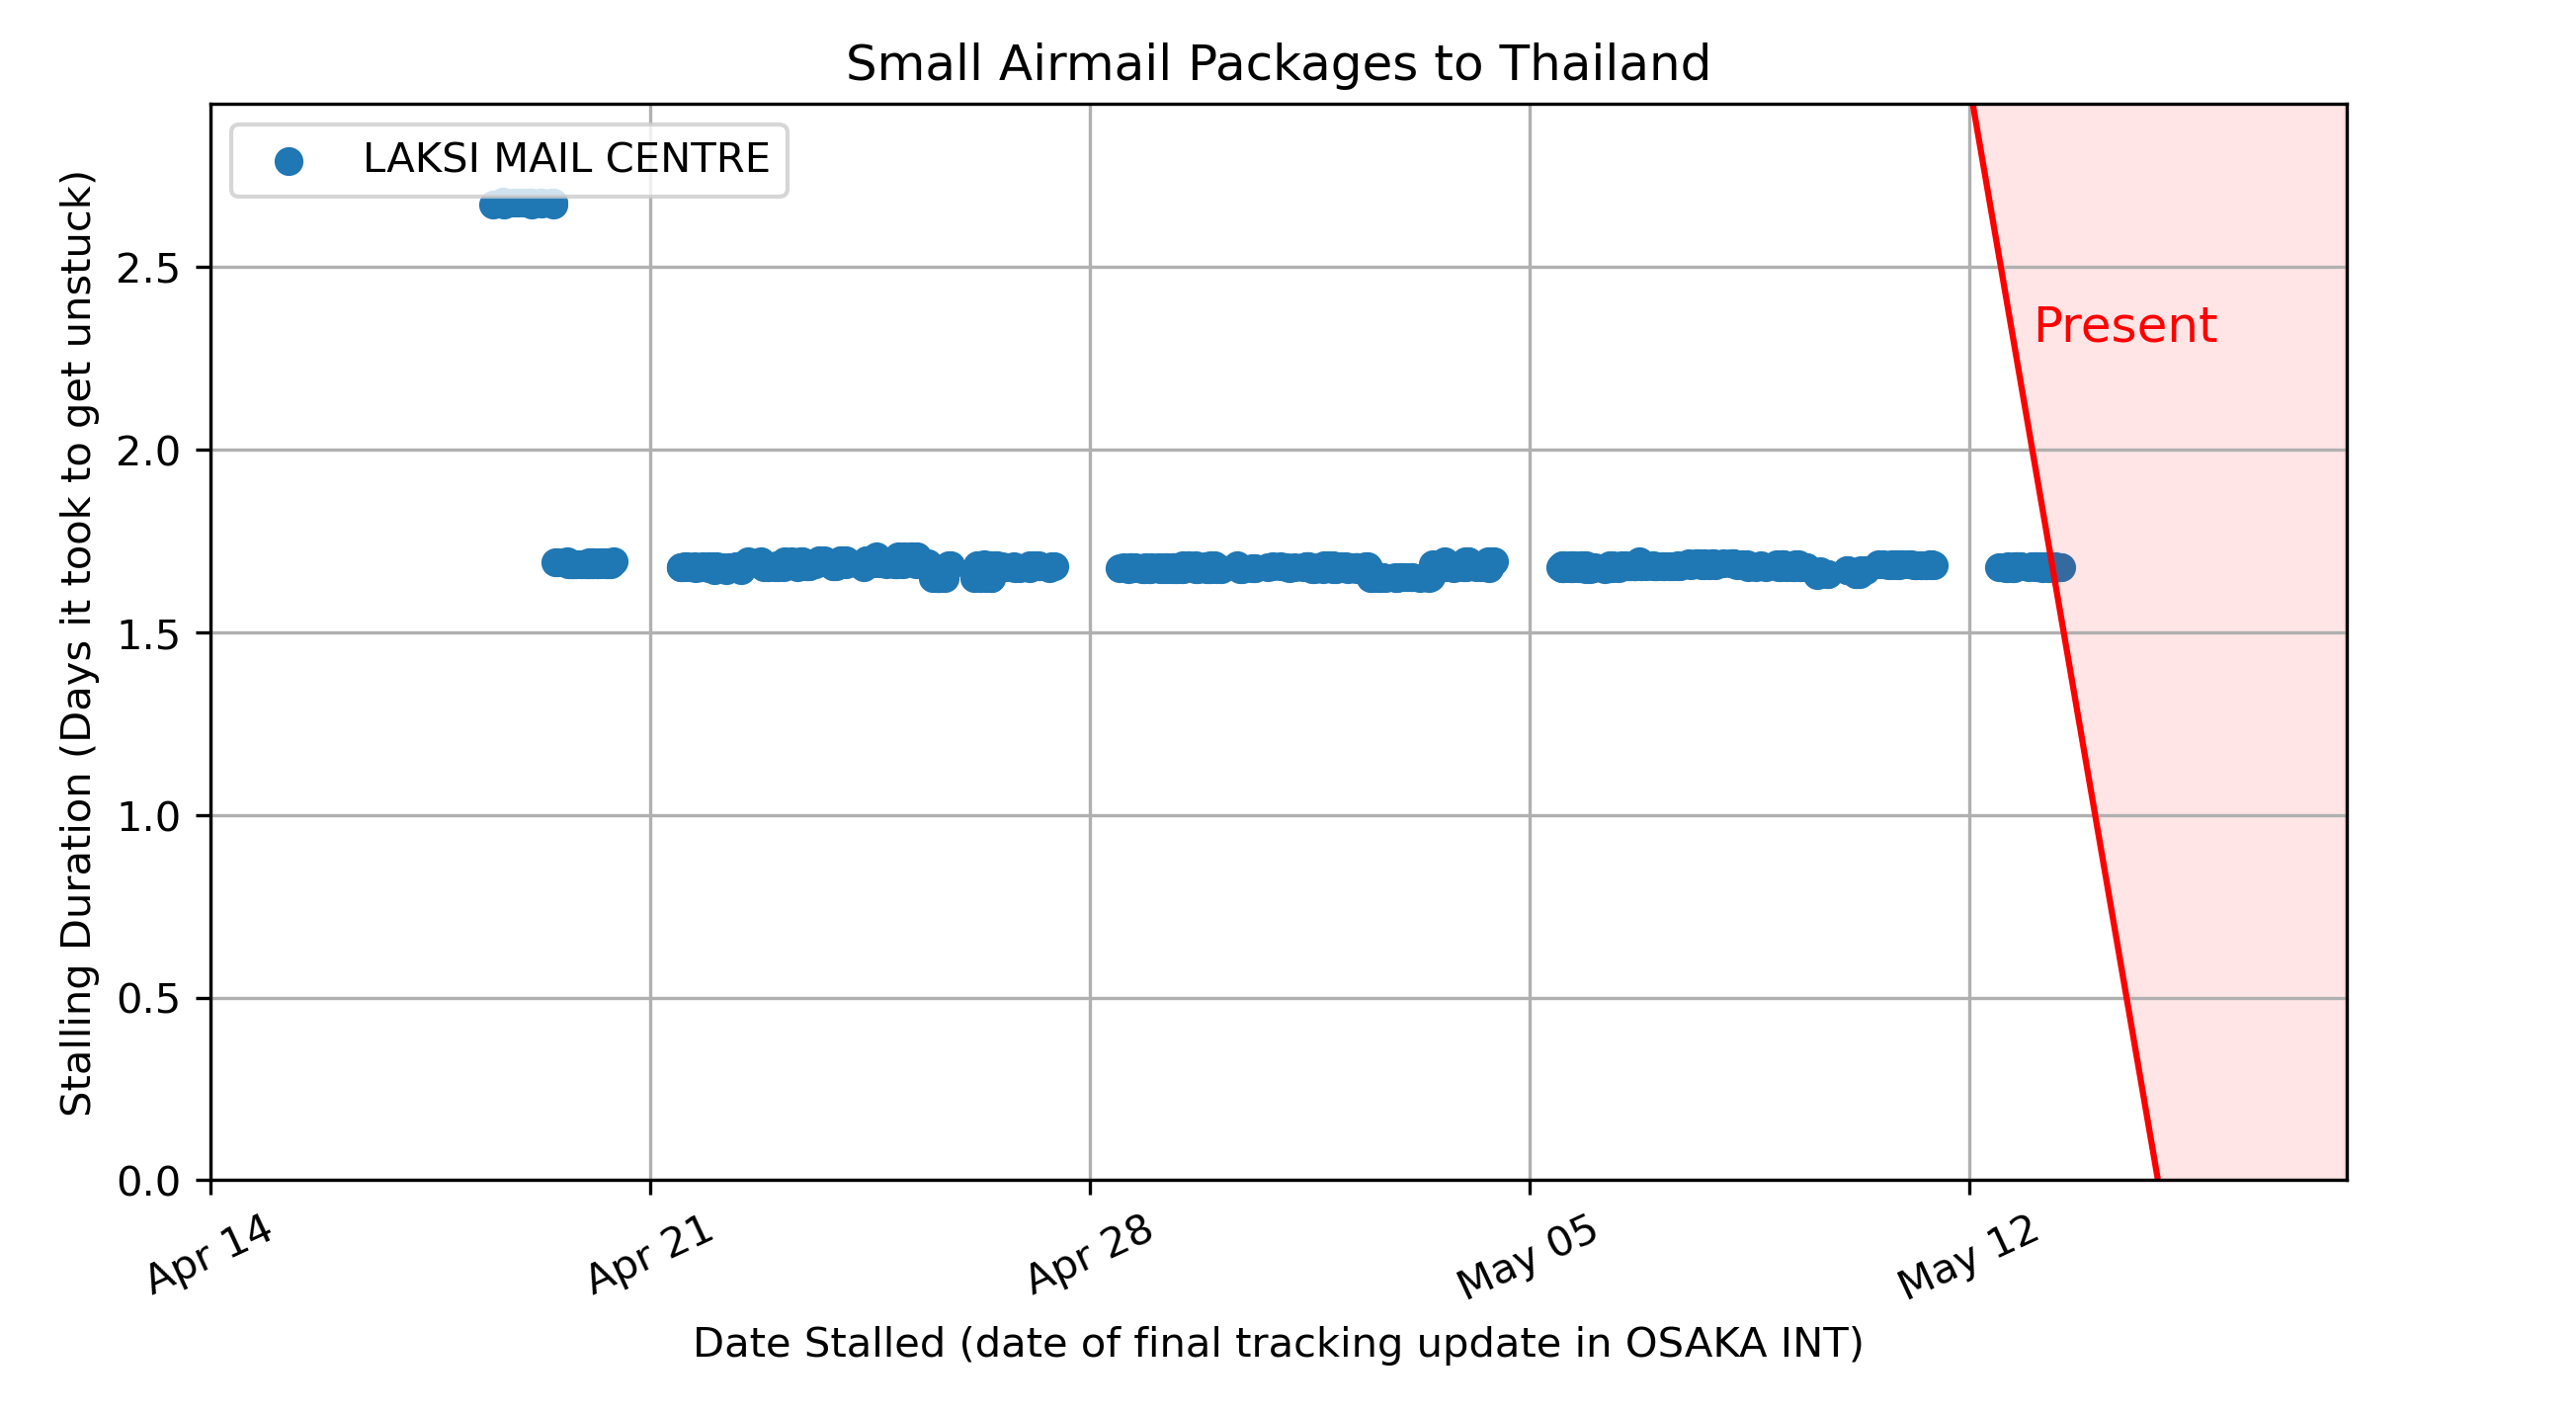 Small Airmail Packages to Thailand
LAKSI MAIL CENTRE
Present
Stalling Duration (Days it took to get unstuck)
2.5
2.0
1.5
1.0
0.5
0.0
Apr 14
Apr 21
Apr 28
May 05
May 12
Date Stalled (date of final tracking update in OSAKA INT)